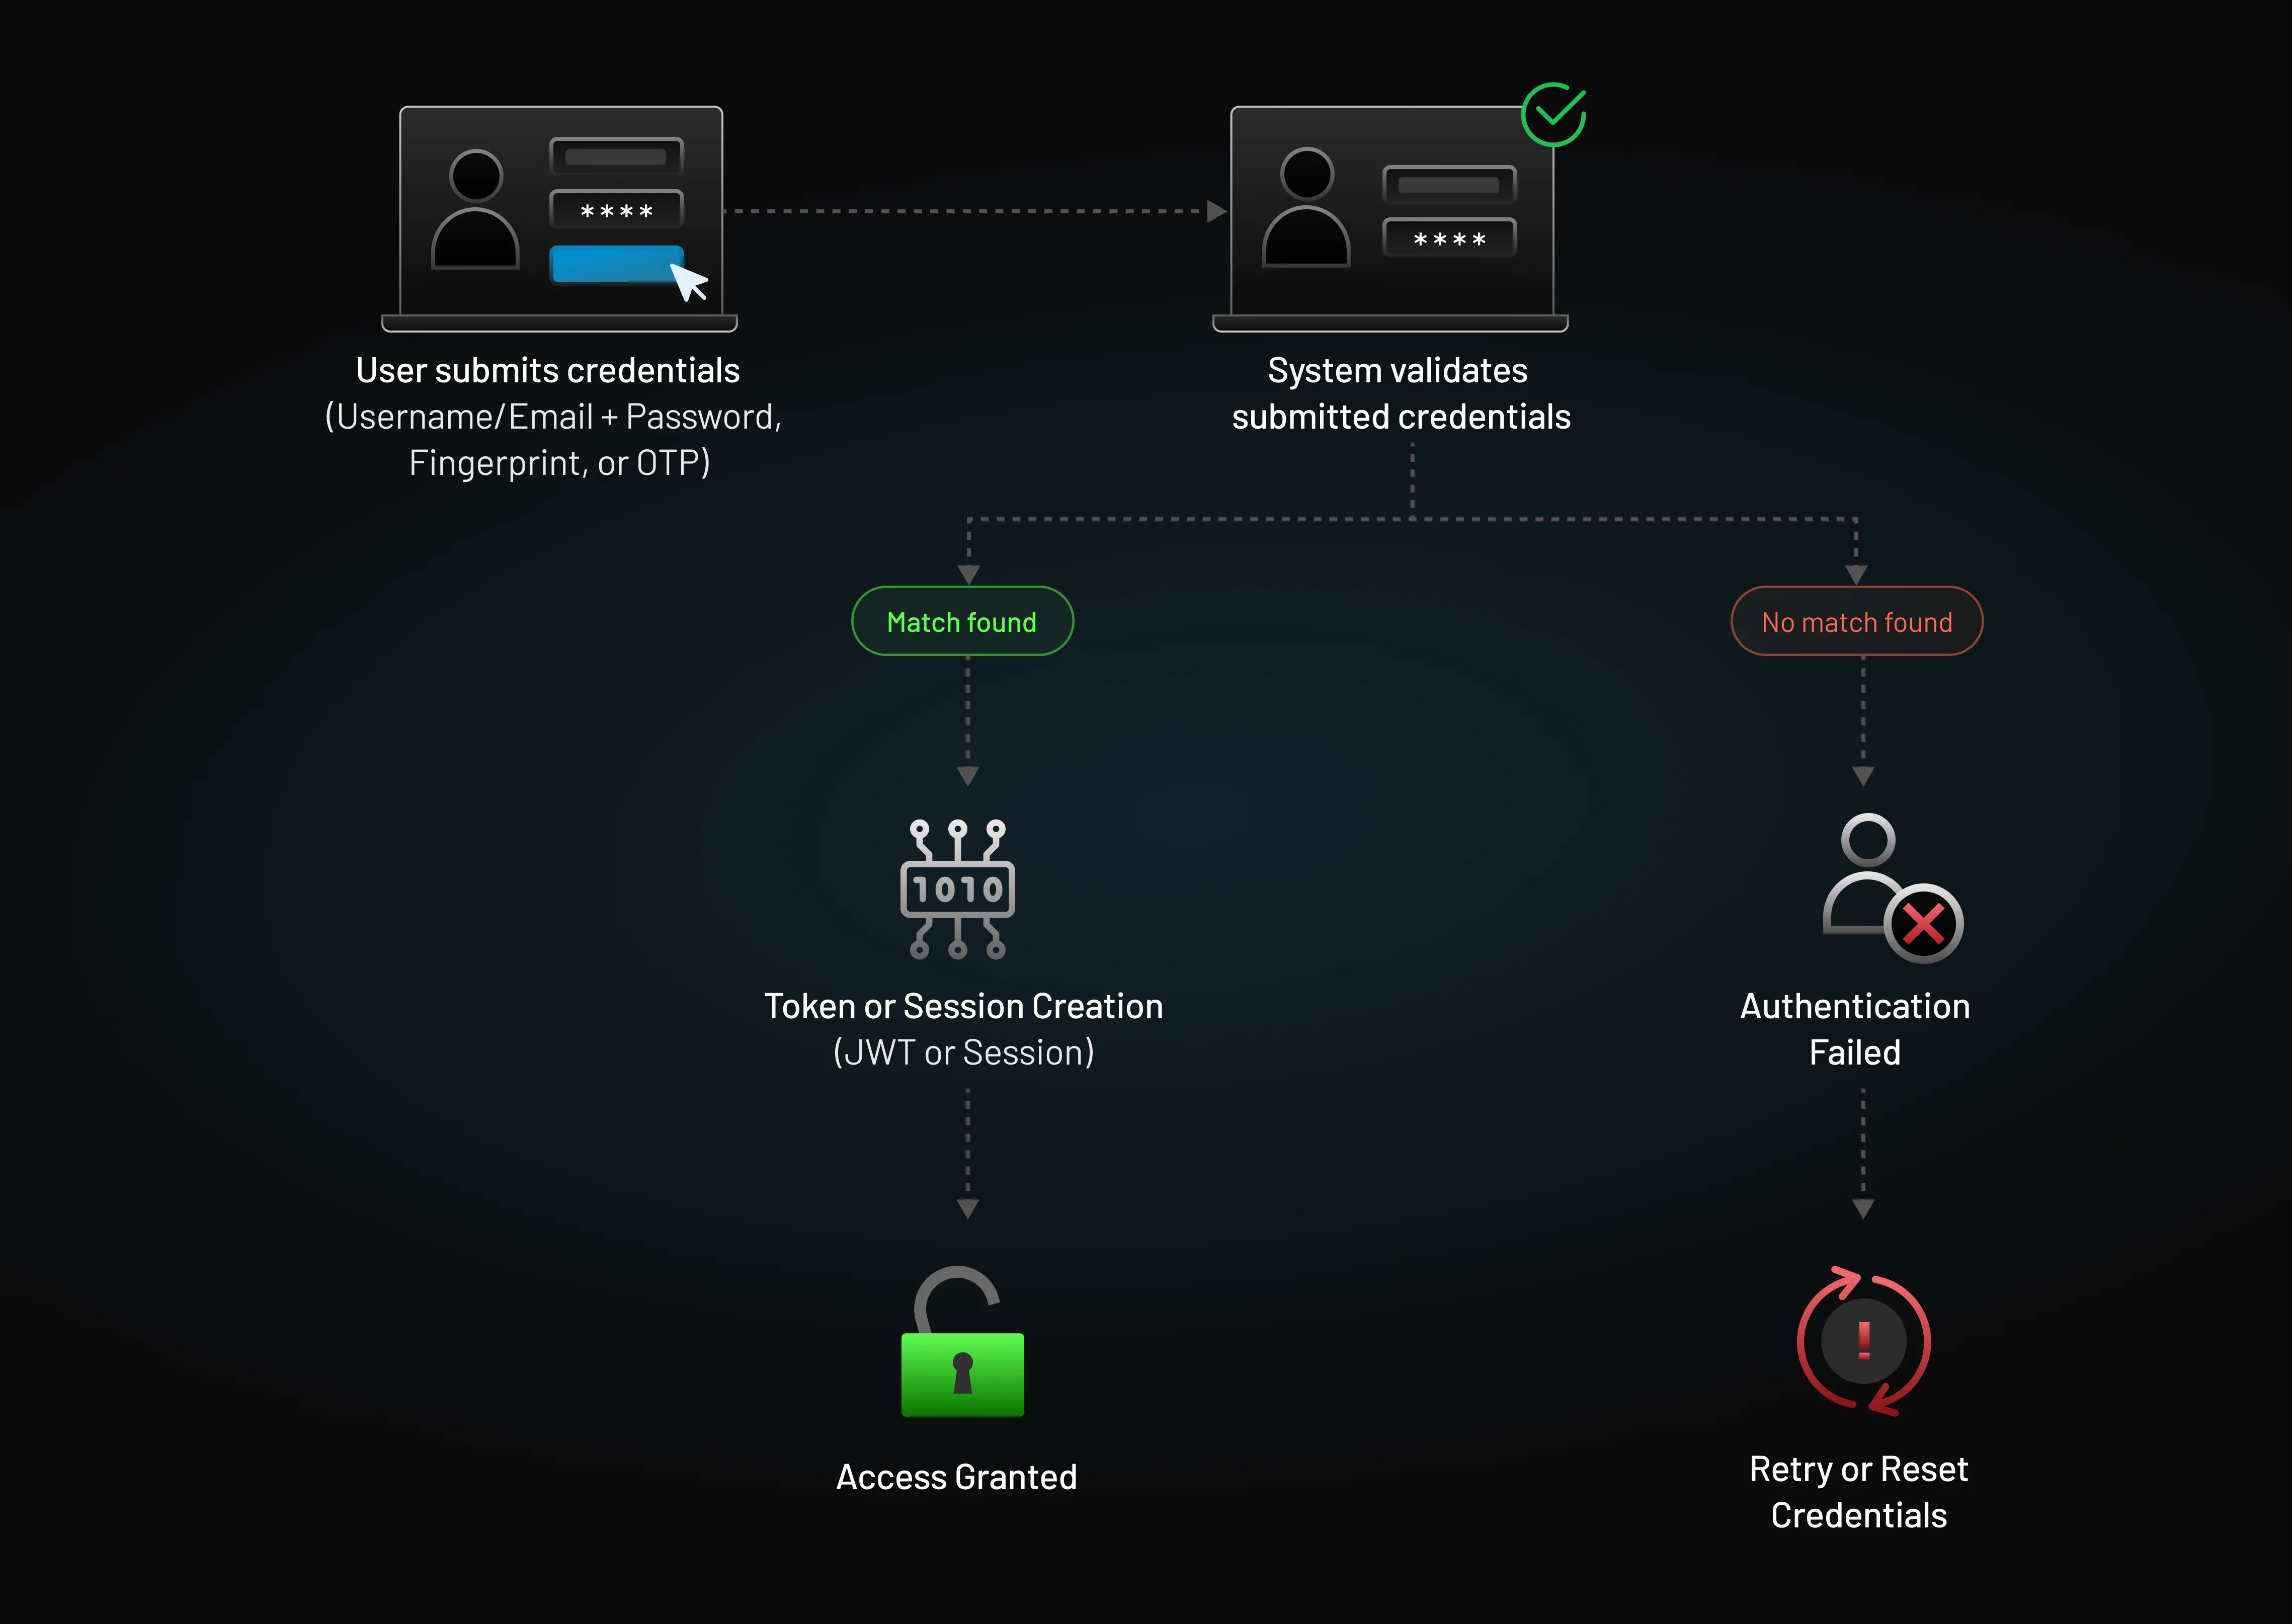 ****
****
User submits credentials
(Username/Email + Password,
Fingerprint, or OTP)
System validates
submitted credentials
Match found
No match found
1010
Token or Session Creation
(JWT or Session)
Authentication
Failed
!
Access Granted
Retry or Reset
Credentials